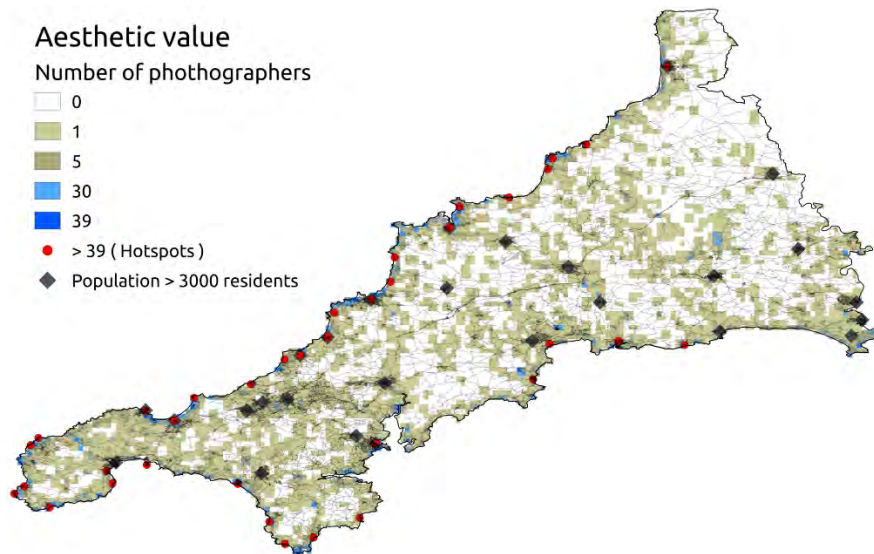 Aesthetic value
Number of phothographers
0
1
5
30
39
> 39 ( Hotspots )
Population > 3000 residents